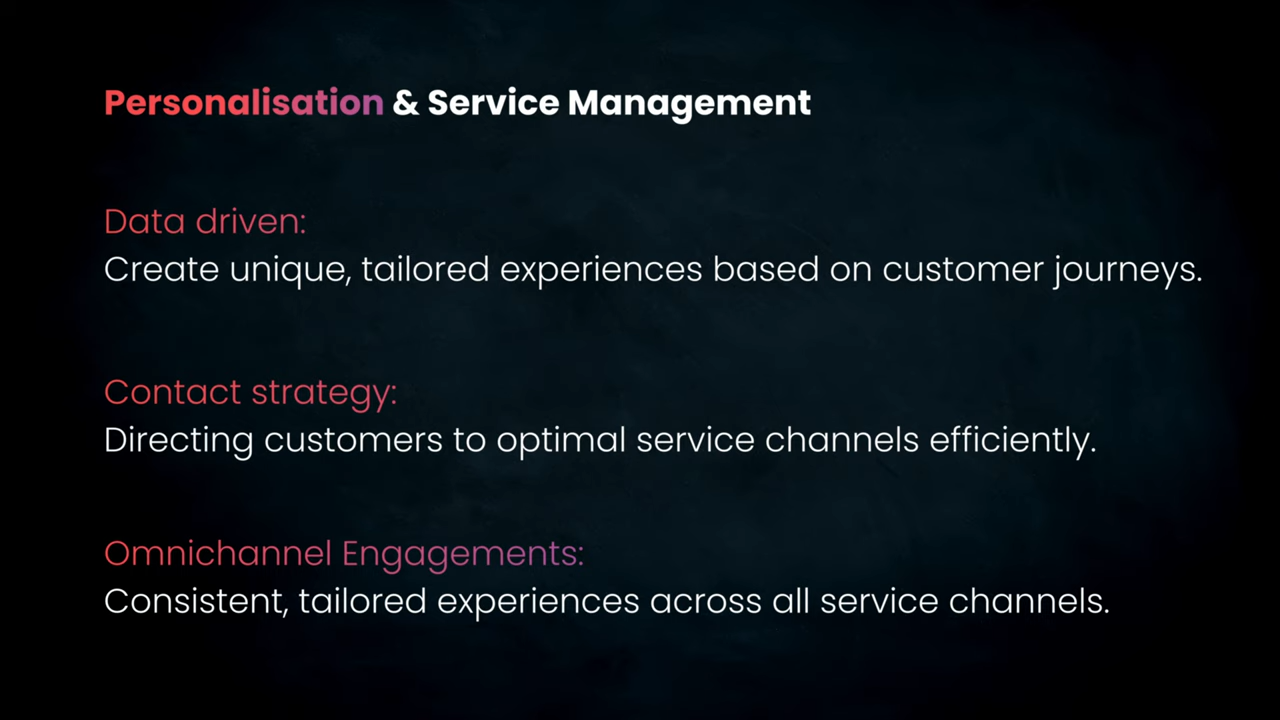 Personalisation & Service Management
Data driven:
Create unique, tailored experiences based on customer journeys.
Contact strategy:
Directing customers to optimal service channels efficiently.
Omnichannel Engagements:
Consistent, tailored experiences across all service channels.